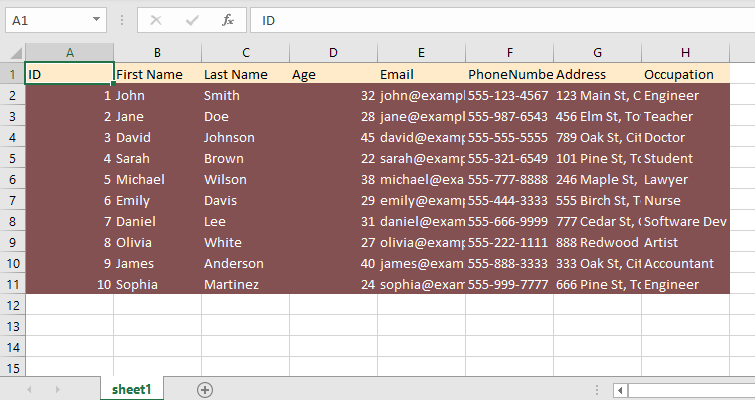 A1 fx ID
A B C D E F G H
1 ID First Name Last Name Age Email PhoneNumbe Address Occupation
2 1 John Smith 32 john@exampl 555-123-4567 123 Main St, C Engineer
3 2 Jane Doe 28 jane@examp 555-987-6543 456 Elm St, To Teacher
4 3 David Johnson 45 david@examp 555-555-5555 789 Oak St, Cit Doctor
5 4 Sarah Brown 22 sarah@examp 555-321-6549 101 Pine St, To Student
6 5 Michael Wilson 38 michael@exa 555-777-8888 246 Maple St, Lawyer
7 6 Emily Davis 29 emily@examp 555-444-3333 555 Birch St, T Nurse
8 7 Daniel Lee 31 daniel@exam 555-666-9999 777 Cedar St, C Software Dev
9 8 Olivia White 27 olivia@examp 555-222-1111 888 Redwood Artist
10 9 James Anderson 40 james@exam 555-888-3333 333 Oak St, Cit Accountant
11 10 Sophia Martinez 24 sophia@exam 555-999-7777 666 Pine St, To Engineer
12
13
14
15
sheet1